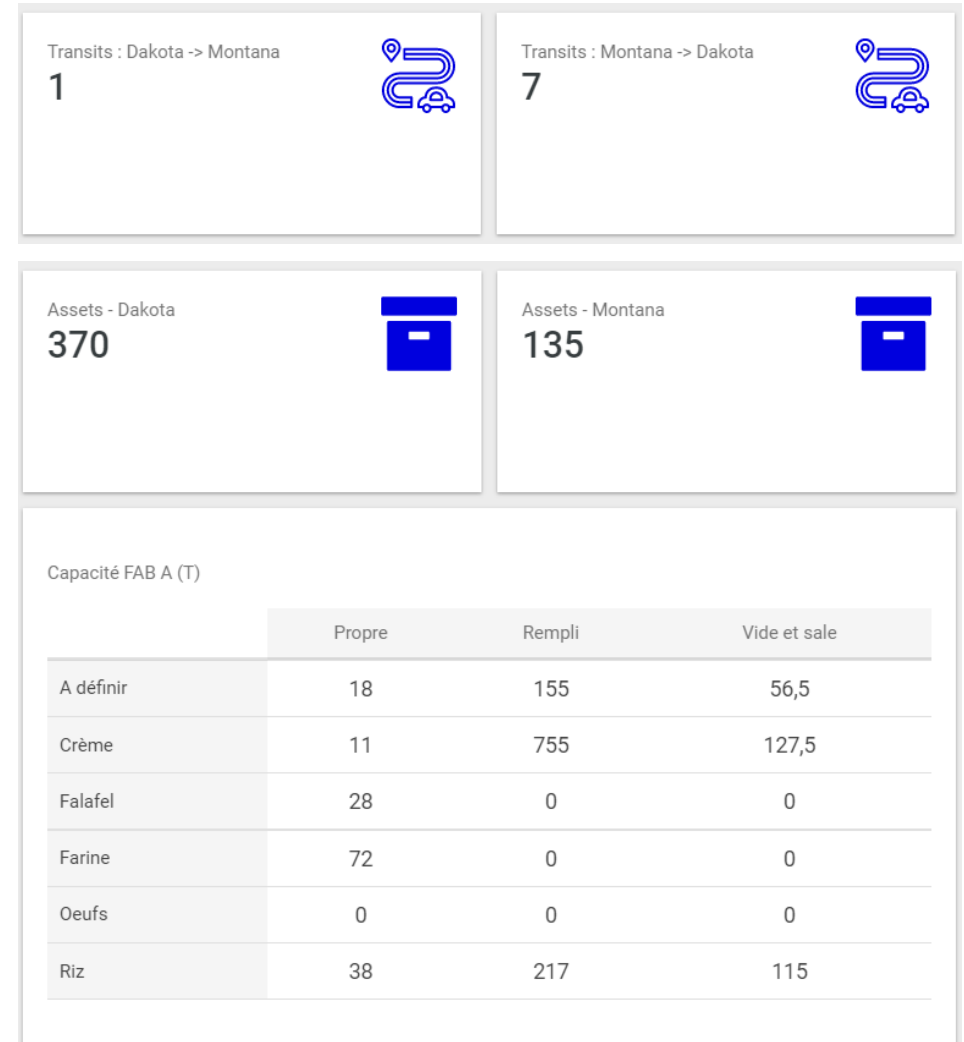 Transits : Dakota -> Montana
1
Transits : Montana -> Dakota
7
Assets - Dakota
370
Assets - Montana
135
Capacité FAB A (T)
Propre Rempli Vide et sale
A définir 18 155 56,5
Crème 11 755 127,5
Falafel 28 0 0
Farine 72 0 0
Oeufs 0 0 0
Riz 38 217 115